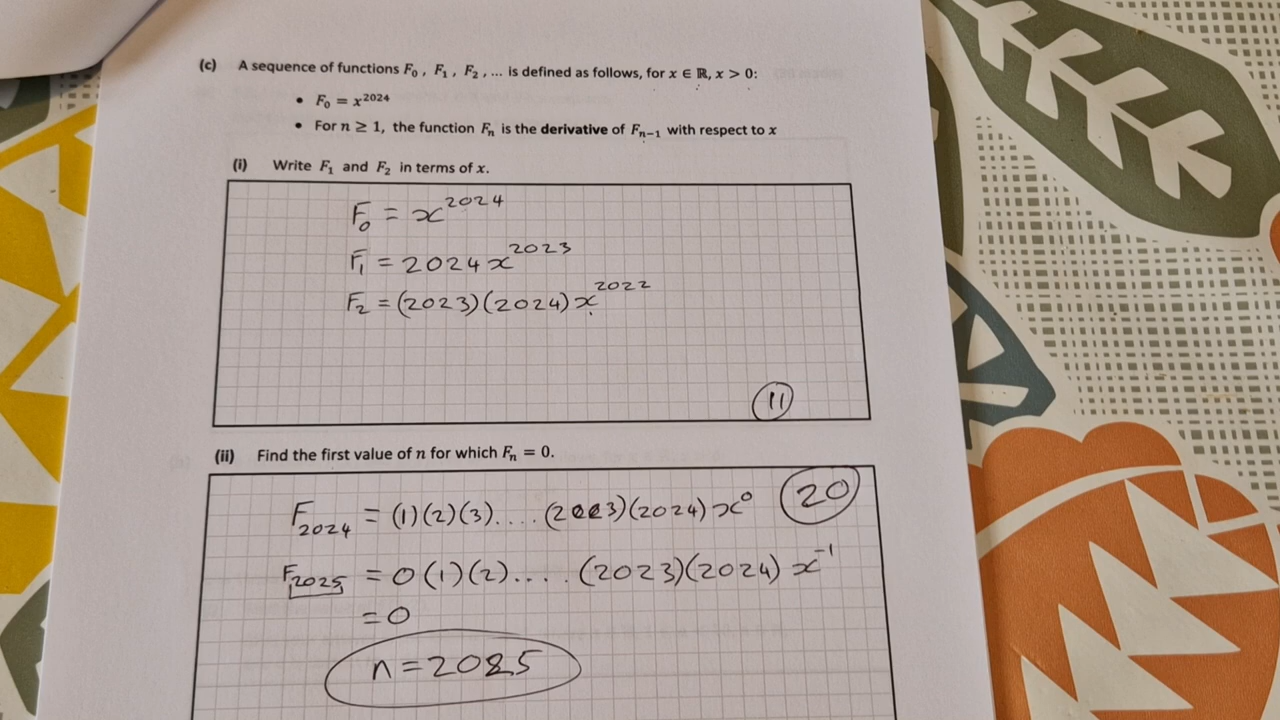 (c) A sequence of functions F₀, F₁, F₂, ... is defined as follows, for x ∈ ℝ, x > 0:
• F₀ = x²⁰²⁴
• For n ≥ 1, the function Fₙ is the derivative of Fₙ₋₁ with respect to x
(i) Write F₁ and F₂ in terms of x.
F₀ = x²⁰²⁴
F₁ = 2024x²⁰²³
F₂ = (2023)(2024)x²⁰²²
11
(ii) Find the first value of n for which Fₙ = 0.
F₂₀₂₄ = (1)(2)(3)....(2023)(2024)x⁰
20
F₂₀₂₅ = 0(1)(2)....(2023)(2024)x⁻¹
= 0
n = 2025